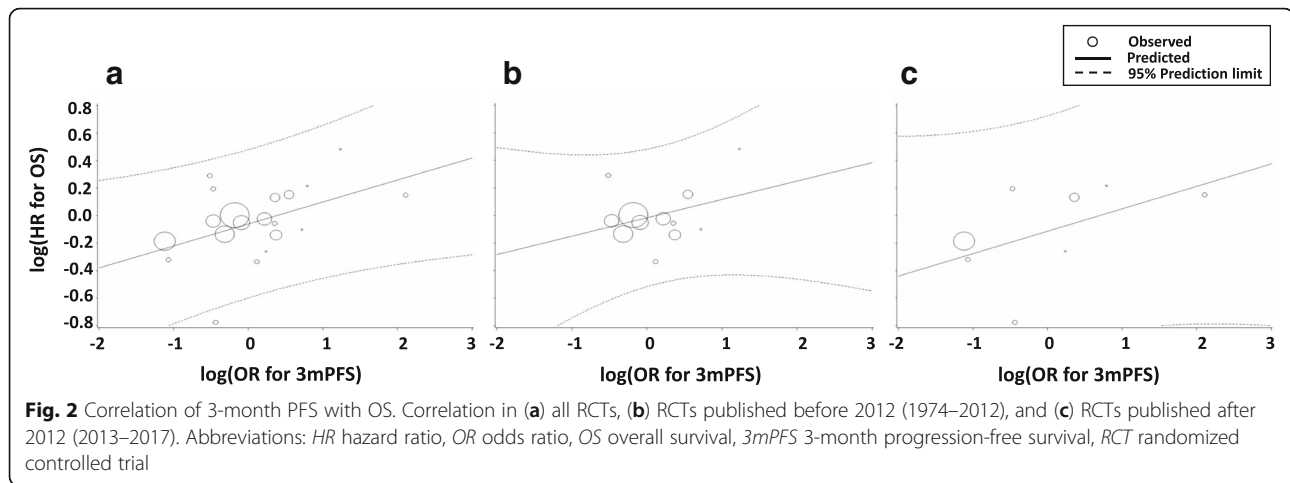 Observed
Predicted
95% Prediction limit
a
b
c
0.8
0.6
0.4
0.2
0.0
-0.2
-0.4
-0.6
-0.8
log(HR for OS)
-2 -1 0 1 2 3
-2 -1 0 1 2 3
-2 -1 0 1 2 3
log(OR for 3mPFS)
log(OR for 3mPFS)
log(OR for 3mPFS)
Fig. 2 Correlation of 3-month PFS with OS. Correlation in (a) all RCTs, (b) RCTs published before 2012 (1974–2012), and (c) RCTs published after
2012 (2013–2017). Abbreviations: HR hazard ratio, OR odds ratio, OS overall survival, 3mPFS 3-month progression-free survival, RCT randomized
controlled trial